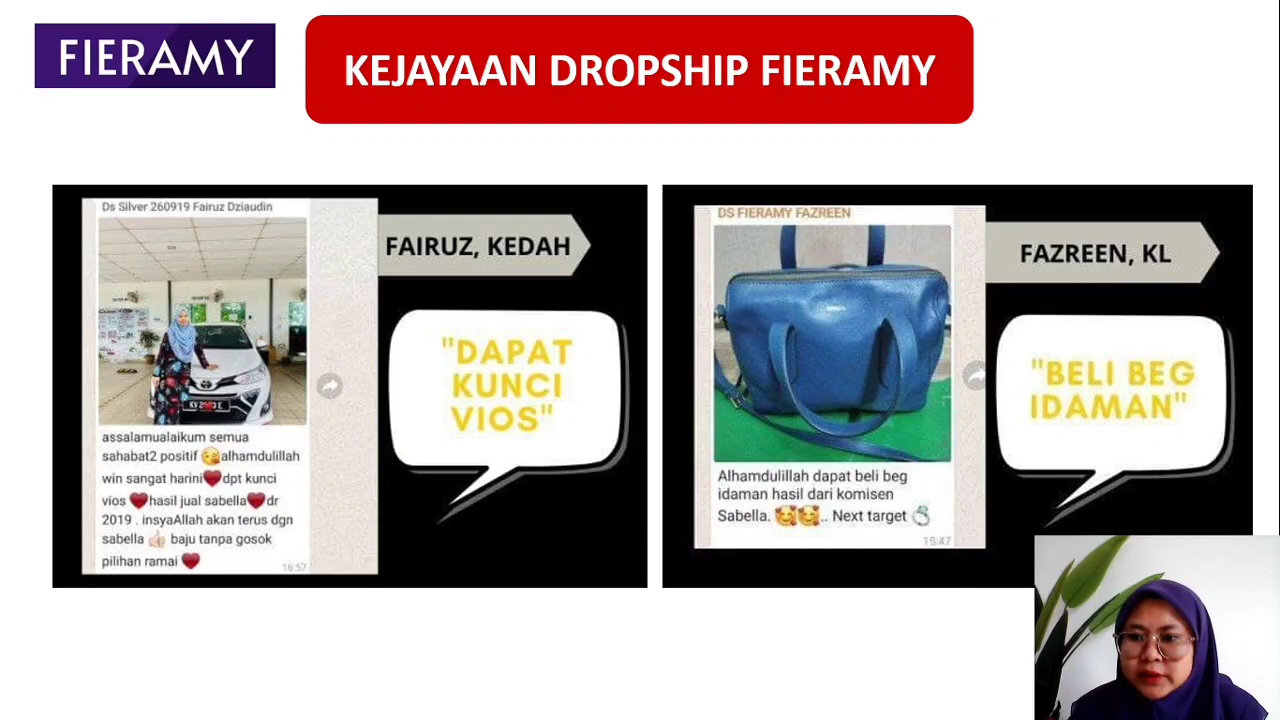 FIERAMY
KEJAYAAN DROPSHIP FIERAMY
Ds Silver 260919 Fairuz Dziaudin
assalamualaikum semua
sahabat2 positif 😘alhamdulillah
win sangat harini❤dpt kunci
vios ❤hasil jual sabella❤dr
2019 . insyaAllah akan terus dgn
sabella 👍🏻 baju tanpa gosok
pilihan ramai ❤
16:57
FAIRUZ, KEDAH
"DAPAT
KUNCI
VIOS"
DS FIERAMY FAZREEN
Alhamdulillah dapat beli beg
idaman hasil dari komisen
Sabella. 🥰🥰.. Next target 💍
15:47
FAZREEN, KL
"BELI BEG
IDAMAN"